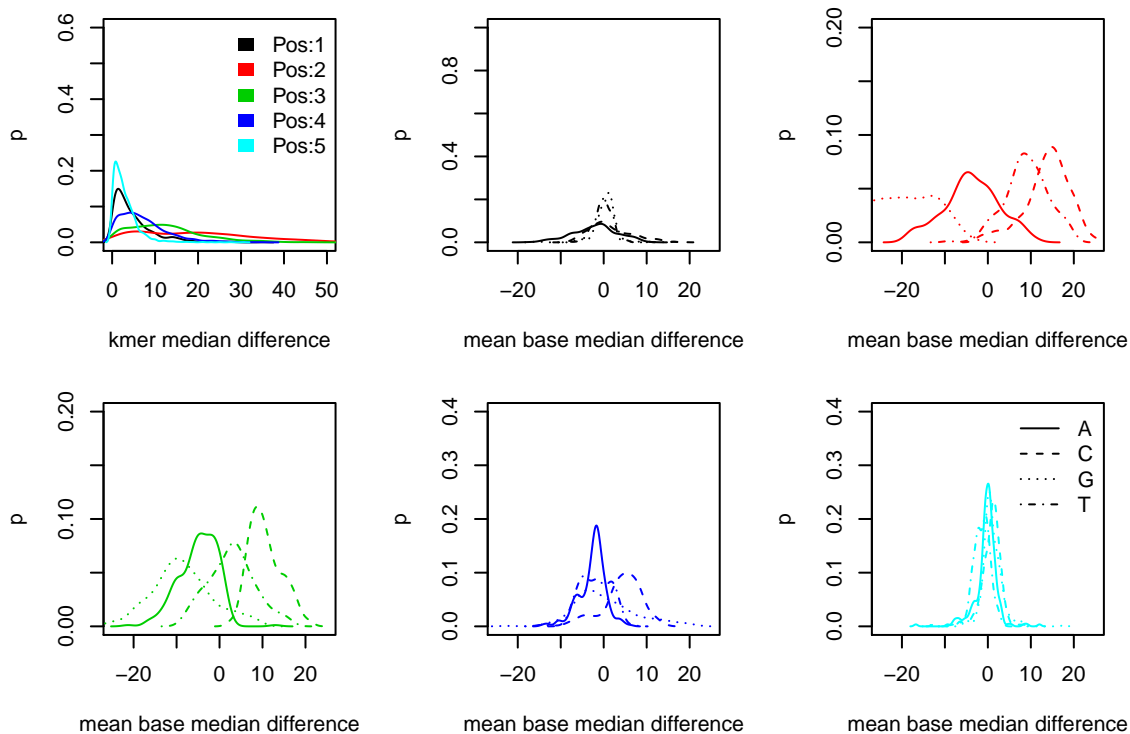 0.6
0.4
0.2
0.0
p
Pos:1
Pos:2
Pos:3
Pos:4
Pos:5
0 10 20 30 40 50
kmer median difference
0.8
0.4
0.0
p
−20 0 10 20
mean base median difference
0.20
0.10
0.00
p
−20 0 10 20
mean base median difference
0.20
0.10
0.00
p
−20 0 10 20
mean base median difference
0.4
0.3
0.2
0.1
0.0
p
−20 0 10 20
mean base median difference
0.4
0.3
0.2
0.1
0.0
p
A
C
G
T
−20 0 10 20
mean base median difference